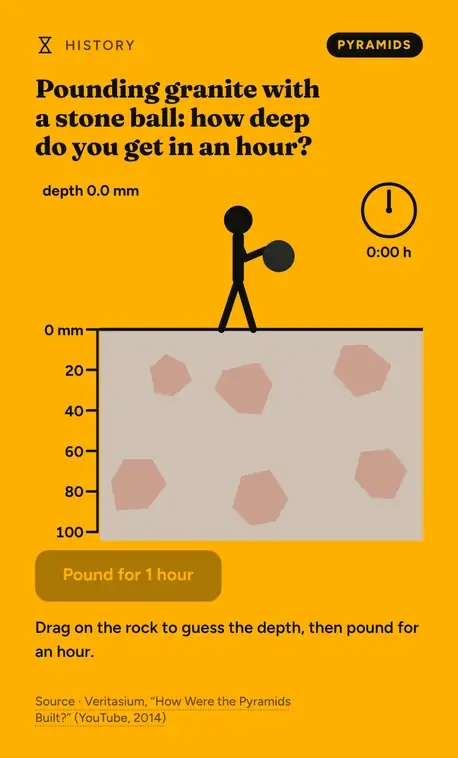 HISTORY
PYRAMIDS
Pounding granite with
a stone ball: how deep
do you get in an hour?
depth 0.0 mm
0:00 h
0 mm
20
40
60
80
100
Pound for 1 hour
Drag on the rock to guess the depth, then pound for
an hour.
Source · Veritasium, “How Were the Pyramids
Built?” (YouTube, 2014)